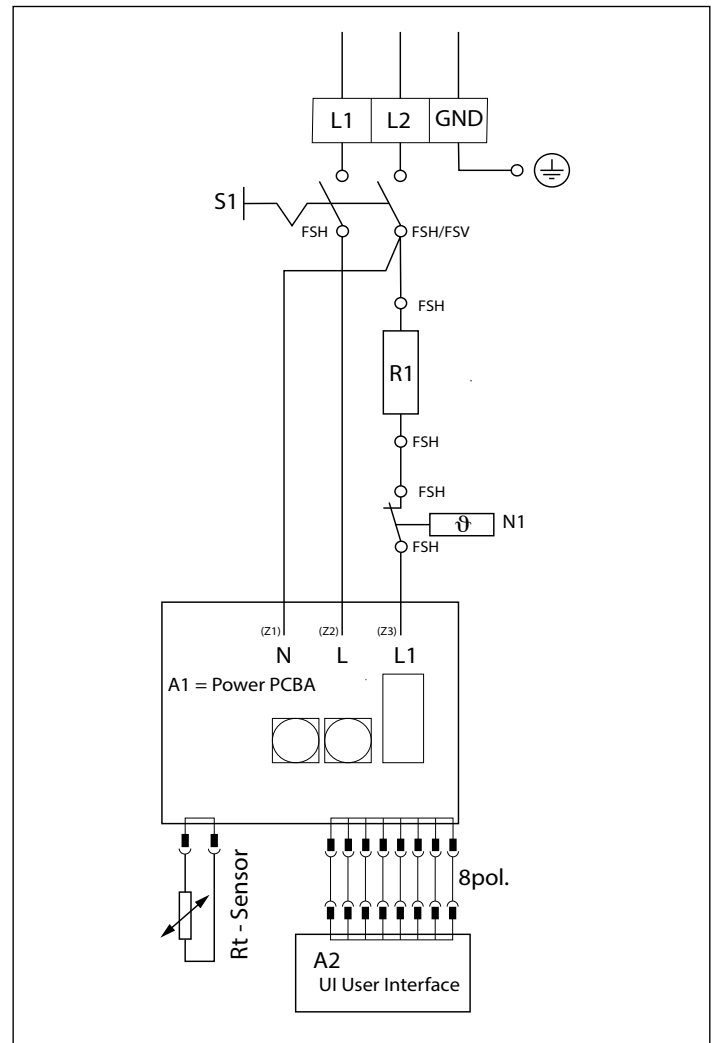 L1 L2 GND
S1
FSH FSH/FSV
FSH
R1
FSH
FSH
ϑ N1
FSH
(Z1) (Z2) (Z3)
N L L1
A1 = Power PCBA
Rt - Sensor
8pol.
A2
UI User Interface